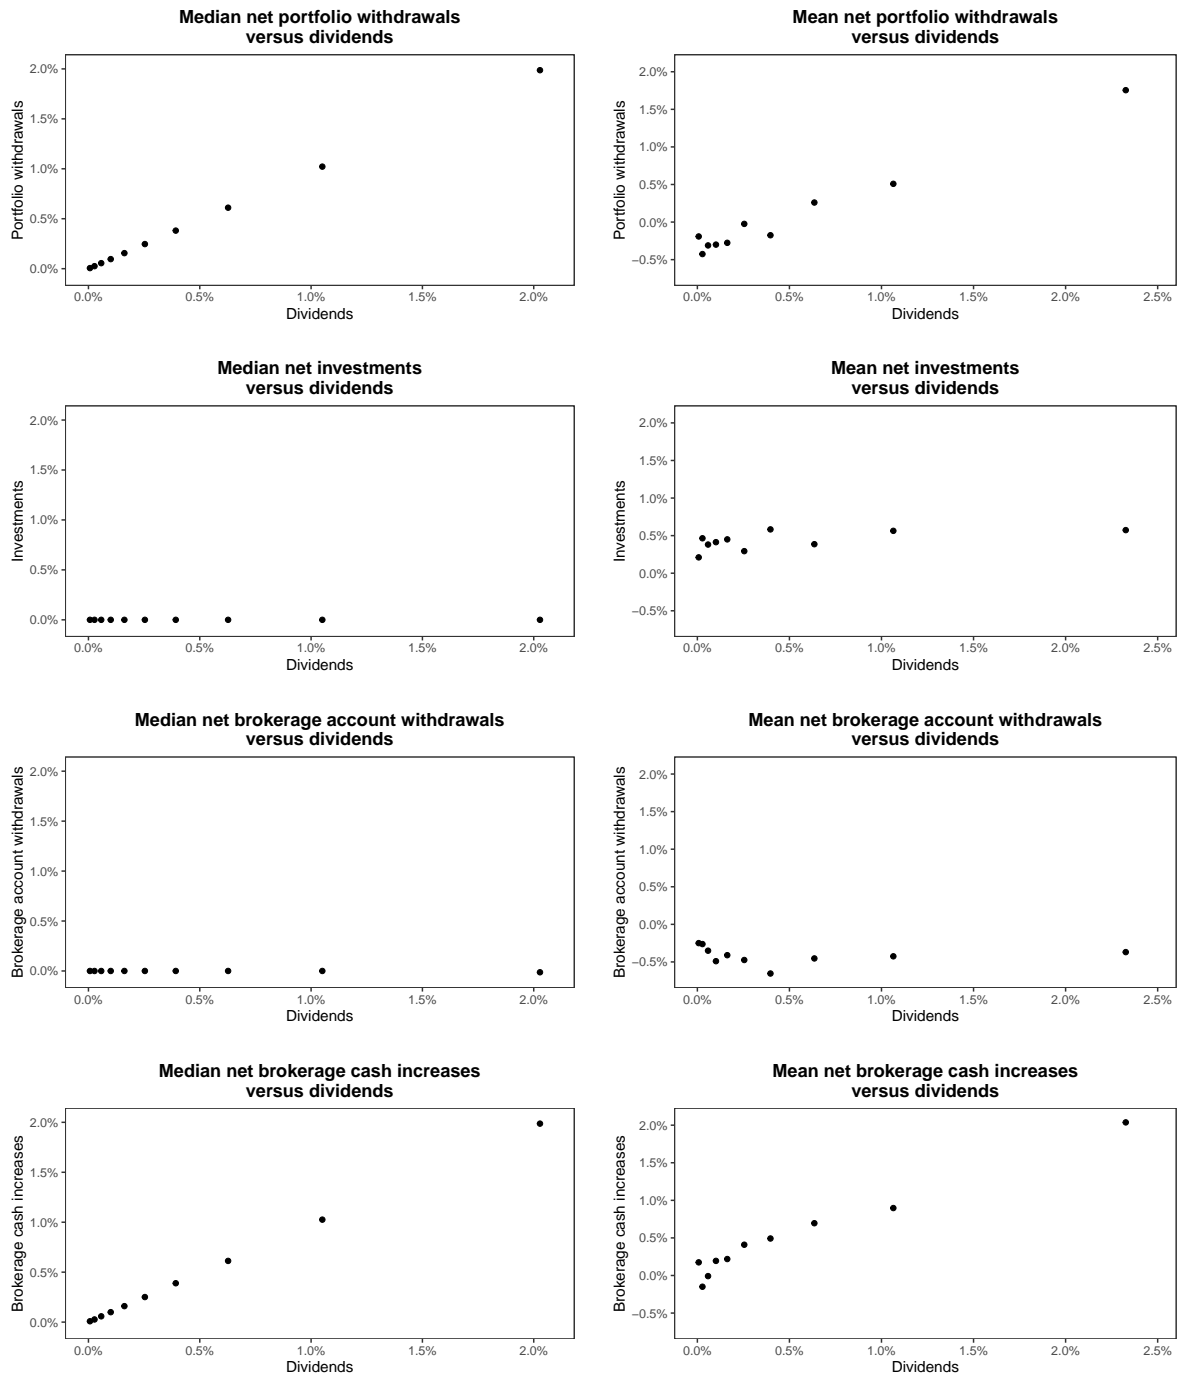 Median net portfolio withdrawals
versus dividends
Portfolio withdrawals
2.0%
1.5%
1.0%
0.5%
0.0%
0.0% 0.5% 1.0% 1.5% 2.0%
Dividends
Mean net portfolio withdrawals
versus dividends
Portfolio withdrawals
2.0%
1.5%
1.0%
0.5%
0.0%
−0.5%
0.0% 0.5% 1.0% 1.5% 2.0% 2.5%
Dividends
Median net investments
versus dividends
Investments
2.0%
1.5%
1.0%
0.5%
0.0%
0.0% 0.5% 1.0% 1.5% 2.0%
Dividends
Mean net investments
versus dividends
Investments
2.0%
1.5%
1.0%
0.5%
0.0%
−0.5%
0.0% 0.5% 1.0% 1.5% 2.0% 2.5%
Dividends
Median net brokerage account withdrawals
versus dividends
Brokerage account withdrawals
2.0%
1.5%
1.0%
0.5%
0.0%
0.0% 0.5% 1.0% 1.5% 2.0%
Dividends
Mean net brokerage account withdrawals
versus dividends
Brokerage account withdrawals
2.0%
1.5%
1.0%
0.5%
0.0%
−0.5%
0.0% 0.5% 1.0% 1.5% 2.0% 2.5%
Dividends
Median net brokerage cash increases
versus dividends
Brokerage cash increases
2.0%
1.5%
1.0%
0.5%
0.0%
0.0% 0.5% 1.0% 1.5% 2.0%
Dividends
Mean net brokerage cash increases
versus dividends
Brokerage cash increases
2.0%
1.5%
1.0%
0.5%
0.0%
−0.5%
0.0% 0.5% 1.0% 1.5% 2.0% 2.5%
Dividends